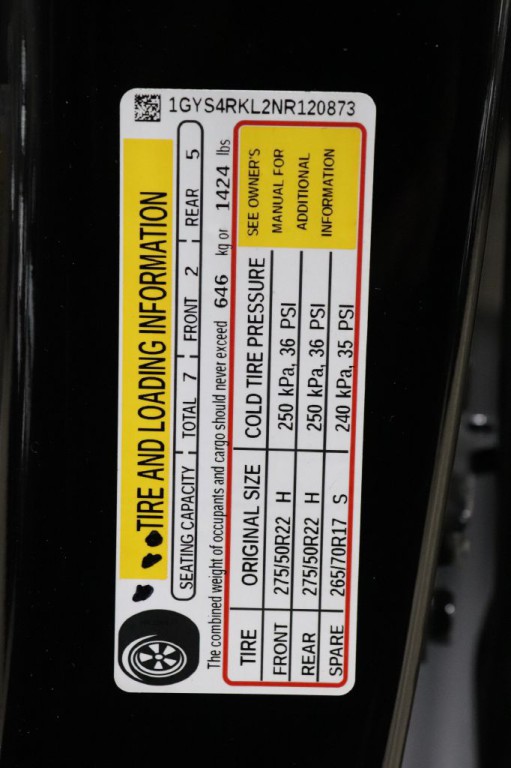 1GYS4RKL2NR120873
TIRE AND LOADING INFORMATION
SEATING CAPACITY TOTAL 7 FRONT 2 REAR 5
The combined weight of occupants and cargo should never exceed 646 kg or 1424 lbs
TIRE ORIGINAL SIZE COLD TIRE PRESSURE
FRONT 275/50R22 H 250 kPa, 36 PSI
REAR 275/50R22 H 250 kPa, 36 PSI
SPARE 265/70R17 S 240 kPa, 35 PSI
SEE OWNER'S
MANUAL FOR
ADDITIONAL
INFORMATION